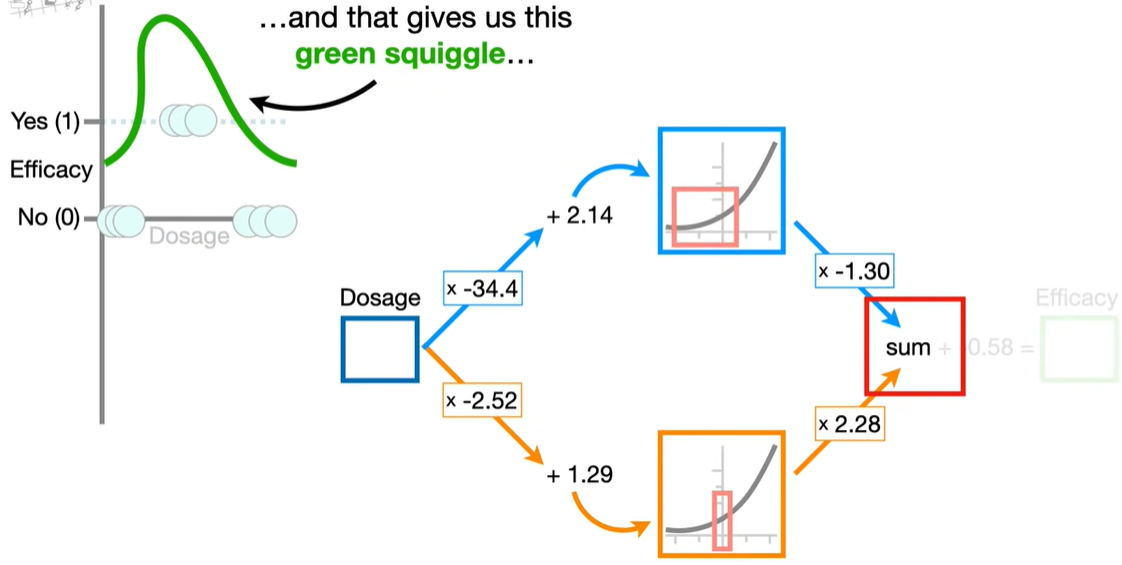 ...and that gives us this
green squiggle...
Yes (1)
Efficacy
No (0)
Dosage
Dosage
x -34.4
+ 2.14
x -2.52
+ 1.29
x -1.30
x 2.28
sum + 0.58 =
Efficacy